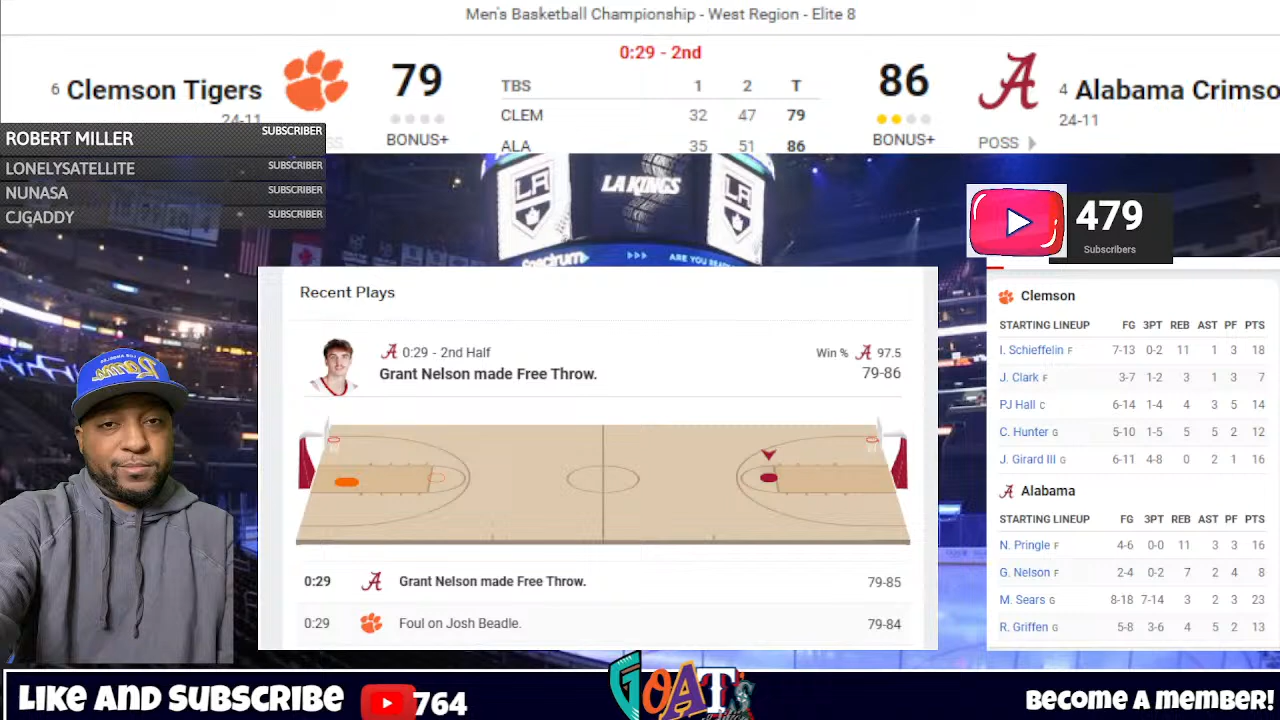 Men's Basketball Championship - West Region - Elite 8
6 Clemson Tigers
24-11
79
BONUS+
0:29 - 2nd
TBS 1 2 T
CLEM 32 47 79
ALA 35 51 86
86
BONUS+
4 Alabama Crimso
24-11
POSS
ROBERT MILLER SUBSCRIBER
LONELYSATELLITE SUBSCRIBER
NUNASA SUBSCRIBER
CJGADDY SUBSCRIBER
LA
LA KINGS
LA
Spectrum
ARE YOU READY
479
Subscribers
Recent Plays
0:29 - 2nd Half
Grant Nelson made Free Throw.
Win % 97.5
79-86
0:29 Grant Nelson made Free Throw. 79-85
0:29 Foul on Josh Beadle. 79-84
Clemson
STARTING LINEUP FG 3PT REB AST PF PTS
I. Schieffelin F 7-13 0-2 11 1 3 18
J. Clark F 3-7 1-2 3 1 3 7
PJ Hall C 6-14 1-4 4 3 5 14
C. Hunter G 5-10 1-5 5 5 2 12
J. Girard III G 6-11 4-8 0 2 1 16
Alabama
STARTING LINEUP FG 3PT REB AST PF PTS
N. Pringle F 4-6 0-0 11 3 3 16
G. Nelson F 2-4 0-2 7 2 4 8
M. Sears G 8-18 7-14 3 2 3 23
R. Griffen G 5-8 3-6 4 5 2 13
LIKE AND SUBSCRIBE
764
GOAT
BECOME A MEMBER!